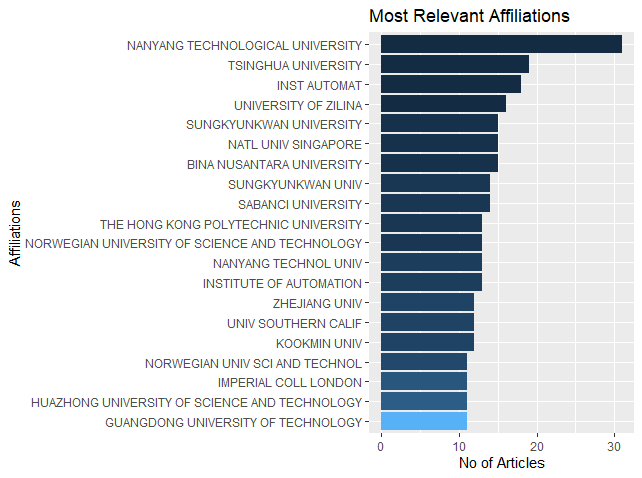 Most Relevant Affiliations
NANYANG TECHNOLOGICAL UNIVERSITY
TSINGHUA UNIVERSITY
INST AUTOMAT
UNIVERSITY OF ZILINA
SUNGKYUNKWAN UNIVERSITY
NATL UNIV SINGAPORE
BINA NUSANTARA UNIVERSITY
SUNGKYUNKWAN UNIV
SABANCI UNIVERSITY
THE HONG KONG POLYTECHNIC UNIVERSITY
NORWEGIAN UNIVERSITY OF SCIENCE AND TECHNOLOGY
NANYANG TECHNOL UNIV
INSTITUTE OF AUTOMATION
ZHEJIANG UNIV
UNIV SOUTHERN CALIF
KOOKMIN UNIV
NORWEGIAN UNIV SCI AND TECHNOL
IMPERIAL COLL LONDON
HUAZHONG UNIVERSITY OF SCIENCE AND TECHNOLOGY
GUANGDONG UNIVERSITY OF TECHNOLOGY
Affiliations
0 10 20 30
No of Articles